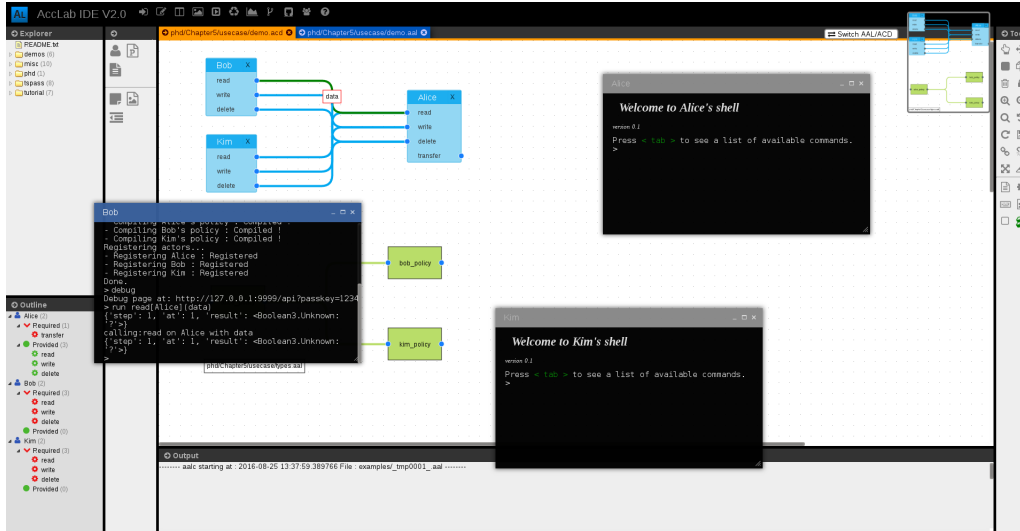 AL AccLab IDE V2.0
Explorer
README.txt
demos (6)
misc (10)
phd (1)
tspass (8)
tutorial (7)
phd/Chapter5/usecase/demo.acd
phd/Chapter5/usecase/demo.aal
Switch AAL/ACD
Bob X
read
write
delete
data
Alice X
read
write
delete
transfer
Kim X
read
write
delete
Alice
Welcome to Alice's shell
version 0.1
Press < tab > to see a list of available commands.
>
Bob
- Compiling Alice's policy : Compiled !
- Compiling Bob's policy : Compiled !
- Compiling Kim's policy : Compiled !
Registering actors...
- Registering Alice : Registered
- Registering Bob : Registered
- Registering Kim : Registered
Done.
> debug
Debug page at: http://127.0.0.1:9999/api?passkey=1234
> run read[Alice](data)
{'step': 1, 'at': 1, 'result': <Boolean3.Unknown:
'?'>}
calling:read on Alice with data
{'step': 1, 'at': 1, 'result': <Boolean3.Unknown:
'?'>}
>
bob_policy
kim_policy
phd/Chapter5/usecase/types.aal
Kim
Welcome to Kim's shell
version 0.1
Press < tab > to see a list of available commands.
>
Outline
Alice (2)
Required (1)
transfer
Provided (3)
read
write
delete
Bob (2)
Required (3)
read
write
delete
Provided (0)
Kim (2)
Required (3)
read
write
delete
Provided (0)
Output
-------- aalc starting at : 2016-08-25 13:37:59.389766 File : examples/_tmp0001_.aal --------